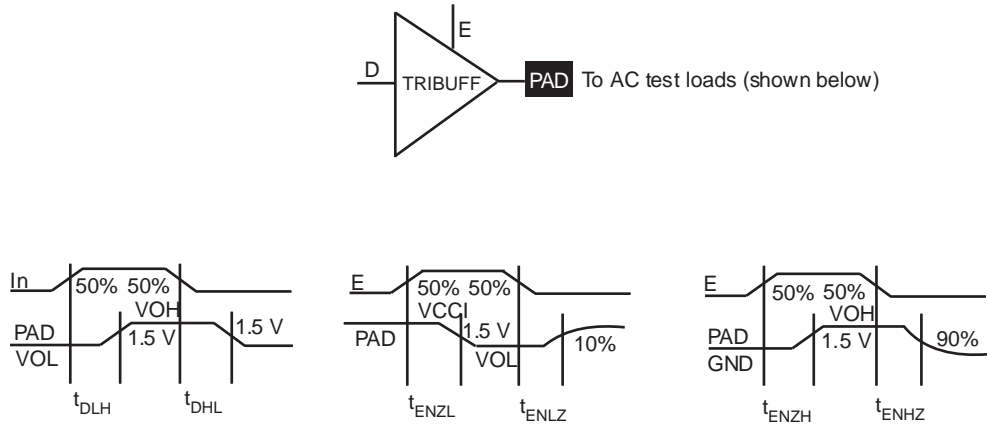 E
D
TRIBUFF
PAD
To AC test loads (shown below)
In
50% 50%
VOH
PAD
VOL
1.5 V
1.5 V
tDLH
tDHL
E
50% 50%
VCCI
PAD
1.5 V
VOL
10%
tENZL
tENLZ
E
50% 50%
VOH
PAD
GND
1.5 V
90%
tENZH
tENHZ